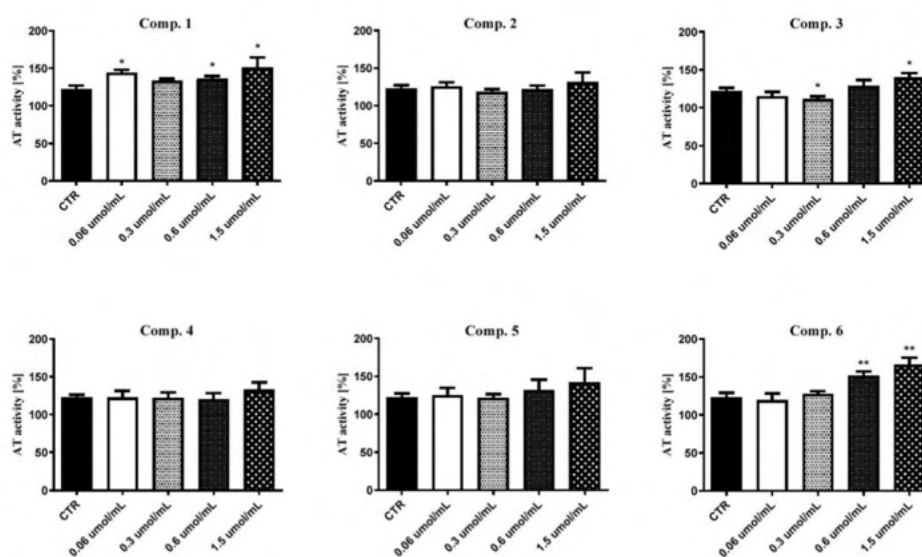 Comp. 1
AT activity [%]
200
150
100
50
0
*
*
*
CTR
0.06 umol/mL
0.3 umol/mL
0.6 umol/mL
1.5 umol/mL
Comp. 2
AT activity [%]
200
150
100
50
0
CTR
0.06 umol/mL
0.3 umol/mL
0.6 umol/mL
1.5 umol/mL
Comp. 3
AT activity [%]
200
150
100
50
0
*
*
CTR
0.06 umol/mL
0.3 umol/mL
0.6 umol/mL
1.5 umol/mL
Comp. 4
AT activity [%]
200
150
100
50
0
CTR
0.06 umol/mL
0.3 umol/mL
0.6 umol/mL
1.5 umol/mL
Comp. 5
AT activity [%]
200
150
100
50
0
CTR
0.06 umol/mL
0.3 umol/mL
0.6 umol/mL
1.5 umol/mL
Comp. 6
AT activity [%]
200
150
100
50
0
**
**
CTR
0.06 umol/mL
0.3 umol/mL
0.6 umol/mL
1.5 umol/mL